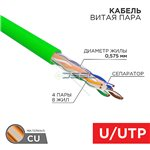 КАБЕЛЬ
ВИТАЯ ПАРА
ДИАМЕТР ЖИЛЫ
0,575 мм
СЕПАРАТОР
4 ПАРЫ
8 ЖИЛ
CU
U/UTP